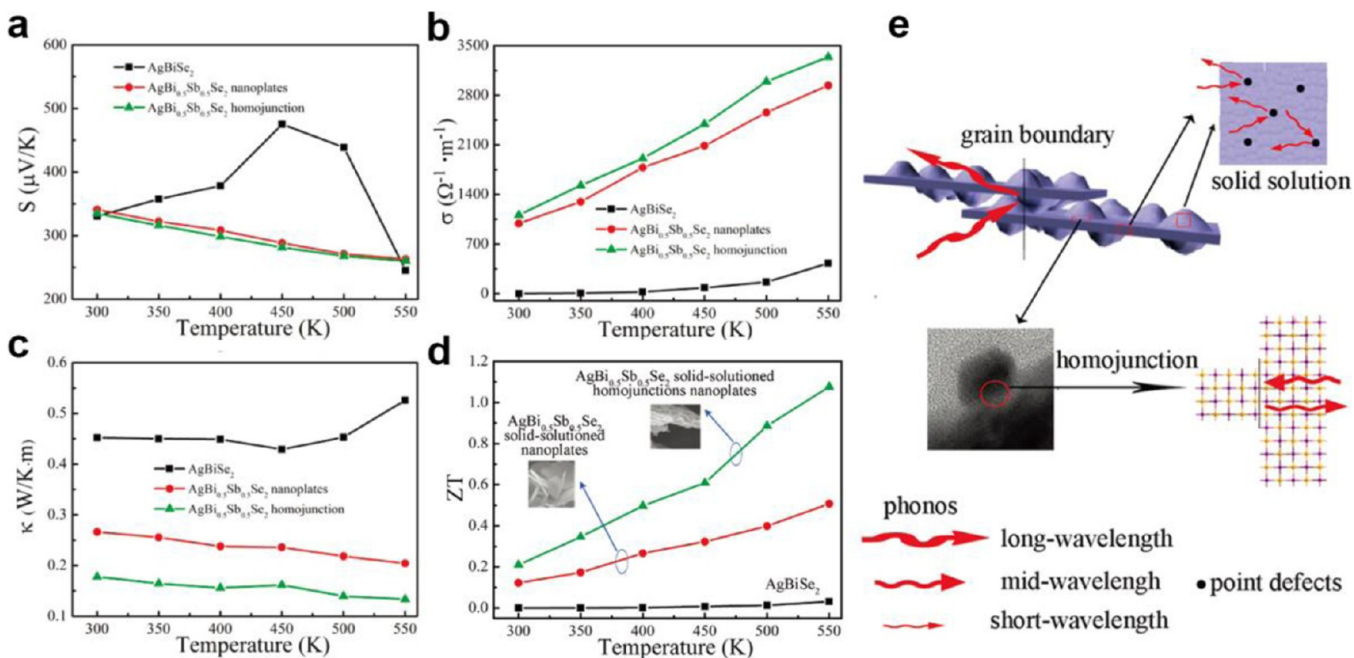 a
600
500
400
300
200
S (µV/K)
AgBiSe₂
AgBi₀.₅Sb₀.₅Se₂ nanoplates
AgBi₀.₅Sb₀.₅Se₂ homojunction
300 350 400 450 500 550
Temperature (K)
b
3500
2800
2100
1400
700
0
σ (Ω⁻¹·m⁻¹)
AgBiSe₂
AgBi₀.₅Sb₀.₅Se₂ nanoplates
AgBi₀.₅Sb₀.₅Se₂ homojunction
300 350 400 450 500 550
Temperature (K)
c
0.6
0.5
0.4
0.3
0.2
0.1
κ (W/K·m)
AgBiSe₂
AgBi₀.₅Sb₀.₅Se₂ nanoplates
AgBi₀.₅Sb₀.₅Se₂ homojunction
300 350 400 450 500 550
Temperature (K)
d
1.2
1.0
0.8
0.6
0.4
0.2
0.0
ZT
AgBi₀.₅Sb₀.₅Se₂ solid-solutioned
homojunctions nanoplates
AgBi₀.₅Sb₀.₅Se₂
solid-solutioned
nanoplates
AgBiSe₂
300 350 400 450 500 550
Temperature (K)
e
grain boundary
solid solution
homojunction
phonos
long-wavelength
mid-wavelengh
short-wavelength
point defects